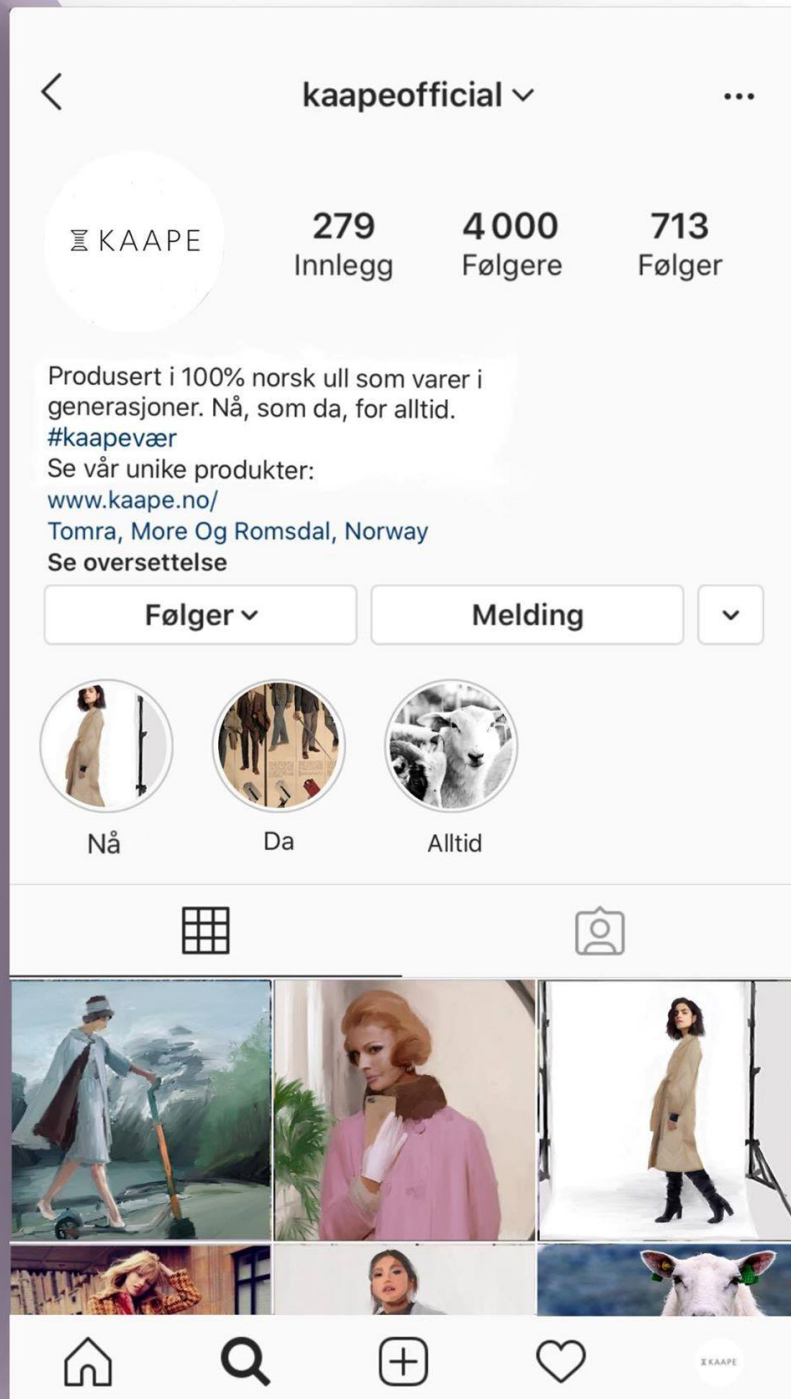 kaapeofficial
KAAPE
279
4 000
713
Innlegg
Følgere
Følger
Produsert i 100% norsk ull som varer i
generasjoner. Nå, som da, for alltid.
#kaapevær
Se vår unike produkter:
www.kaape.no/
Tomra, More Og Romsdal, Norway
Se oversettelse
Følger
Melding
Nå
Da
Alltid
KAAPE